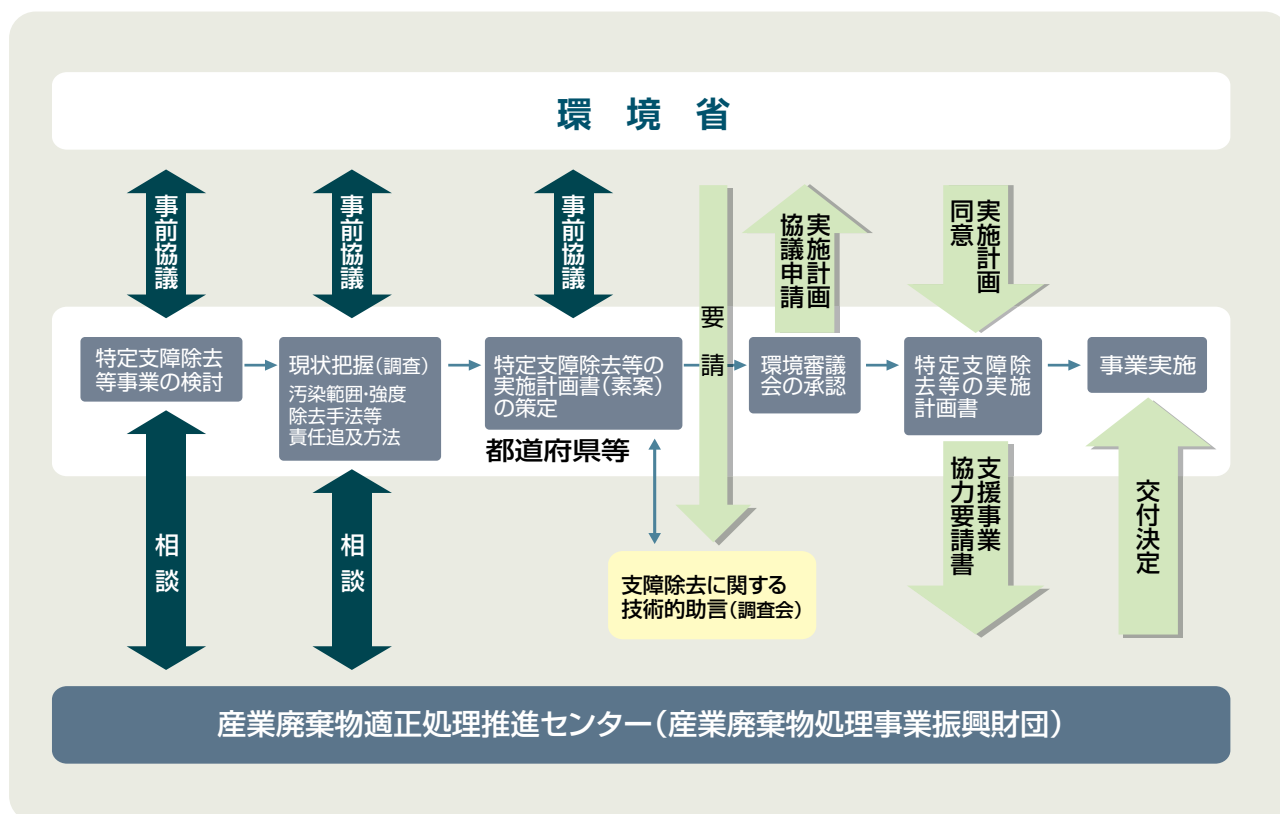 環境省
事前協議
事前協議
事前協議
要請
実施計画
協議申請
実施計画
同意
特定支障除去
等事業の検討
現状把握(調査)
汚染範囲・強度
除去手法等
責任追及方法
特定支障除去等の
実施計画書(素案)
の策定
環境審議
会の承認
特定支障除
去等の実施
計画書
事業実施
都道府県等
相談
相談
支障除去に関する
技術的助言(調査会)
支援事業
協力要請書
交付決定
産業廃棄物適正処理推進センター(産業廃棄物処理事業振興財団)